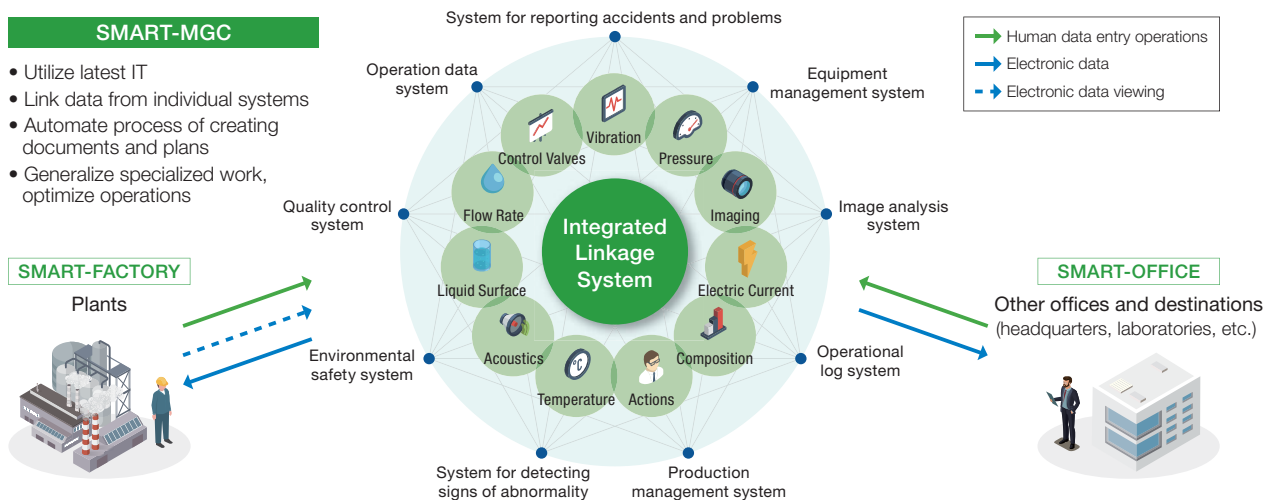 SMART-MGC
• Utilize latest IT
• Link data from individual systems
• Automate process of creating
documents and plans
• Generalize specialized work,
optimize operations
System for reporting accidents and problems
Operation data
system
Equipment
management system
Quality control
system
Image analysis
system
Environmental
safety system
Operational
log system
System for detecting
signs of abnormality
Production
management system
Vibration
Control Valves
Pressure
Flow Rate
Imaging
Liquid Surface
Electric Current
Acoustics
Composition
°C
Temperature
Actions
Integrated
Linkage
System
Human data entry operations
Electronic data
Electronic data viewing
SMART-FACTORY
Plants
SMART-OFFICE
Other offices and destinations
(headquarters, laboratories, etc.)